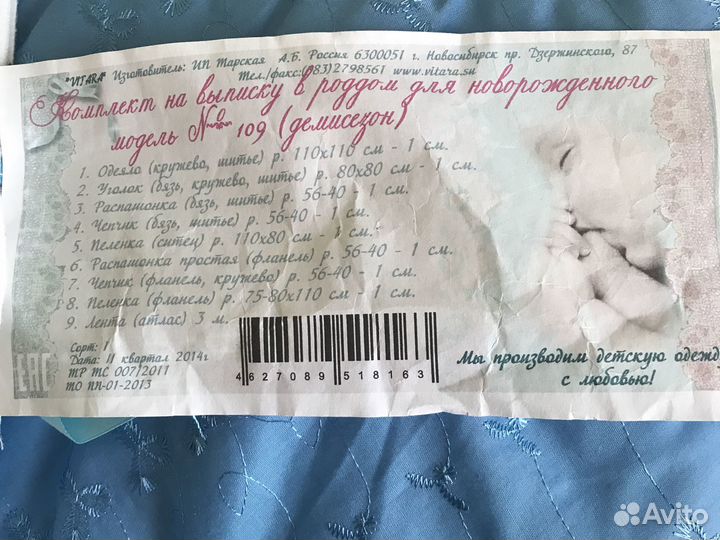 "VITARA" Изготовитель: ИП Тарская А.Б. Россия 6300051 г. Новосибирск пр. Дзержинского, 87
Тел./факс:(383)2798561 www.vitara.su
Комплект на выписку в роддом для новорожденного
модель № 109 (демисезон)
1. Одеяло (кружево, шитье) р. 110х110 см - 1 см.
2. Уголок (бязь, кружево, шитье) р. 80х80 см - 1 см.
3. Распашонка (бязь, шитье) р. 56-40 - 1 см.
4. Чепчик (бязь, шитье) р. 56-40 - 1 см.
5. Пеленка (ситец) р. 110х80 см - 1 см.
6. Распашонка простая (фланель) р. 56-40 - 1 см.
7. Чепчик (фланель, кружево) р. 56-40 - 1 см.
8. Пеленка (фланель) р. 75-80х110 см - 1 см.
9. Лента (атлас) 3 м.
Сорт: 1
Дата: II квартал 2014г
ТР ТС 007/2011
ТО ПП-01-2013
EAC
4 627089 518163
Мы производим детскую одежду
с любовью!
Avito